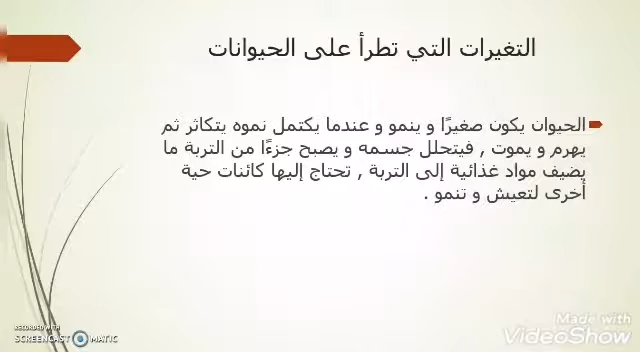 التغيرات التي تطرأ على الحيوانات
الحيوان يكون صغيرًا و ينمو و عندما يكتمل نموه يتكاثر ثم
يهرم و يموت , فيتحلل جسمه و يصبح جزءًا من التربة ما
يضيف مواد غذائية إلى التربة , تحتاج إليها كائنات حية
أخرى لتعيش و تنمو .
RECORDED WITH
SCREENCAST MATIC
Made with
VideoShow